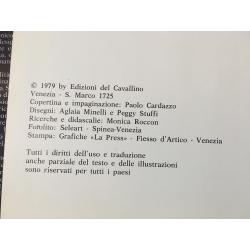 © 1979 by Edizioni del Cavallino
Venezia - S. Marco 1725
Copertina e impaginazione: Paolo Cardazzo
Disegni: Aglaia Minelli e Peggy Stuffi
Ricerche e didascalie: Monica Roccon
Fotolito: Seleart - Spinea-Venezia
Stampa: Grafiche «La Press» - Fiesso d'Artico - Venezia
Tutti i diritti dell'uso e traduzione
anche parziale del testo e delle illustrazioni
sono riservati per tutti i paesi